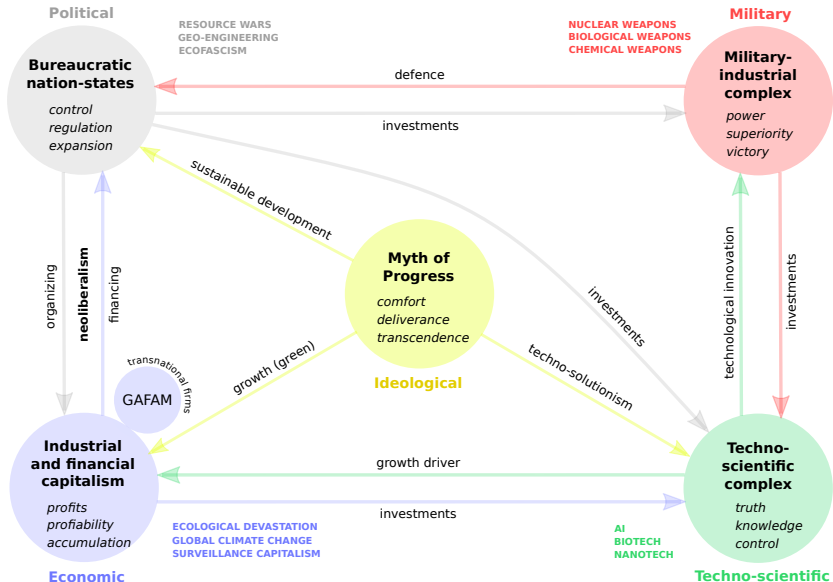 Political
RESOURCE WARS
GEO-ENGINEERING
ECOFASCISM
NUCLEAR WEAPONS
BIOLOGICAL WEAPONS
CHEMICAL WEAPONS
Military
Bureaucratic
nation-states
control
regulation
expansion
defence
investments
Military-
industrial
complex
power
superiority
victory
sustainable development
investments
organizing
neoliberalism
financing
Myth of
Progress
comfort
deliverance
transcendence
Ideological
growth (green)
techno-solutionism
technological innovation
investments
transnational firms
GAFAM
Industrial
and financial
capitalism
profits
profiability
accumulation
Economic
growth driver
investments
ECOLOGICAL DEVASTATION
GLOBAL CLIMATE CHANGE
SURVEILLANCE CAPITALISM
AI
BIOTECH
NANOTECH
Techno-
scientific
complex
truth
knowledge
control
Techno-scientific